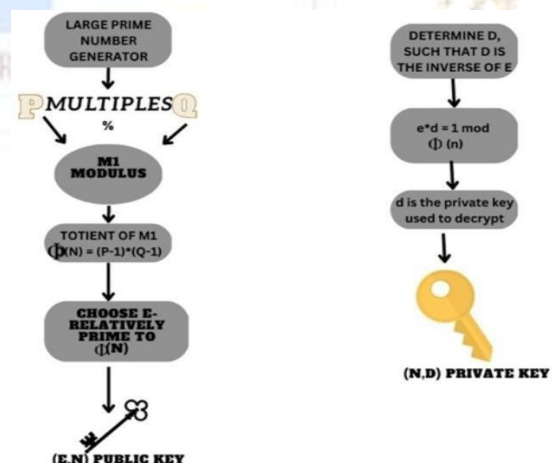 LARGE PRIME
NUMBER
GENERATOR
P MULTIPLES Q
%
M1
MODULUS
TOTIENT OF M1
Φ(N) = (P-1)*(Q-1)
CHOOSE E-
RELATIVELY
PRIME TO
Φ(N)
(E,N) PUBLIC KEY
DETERMINE D,
SUCH THAT D IS
THE INVERSE OF E
e*d = 1 mod
Φ (n)
d is the private key
used to decrypt
(N,D) PRIVATE KEY